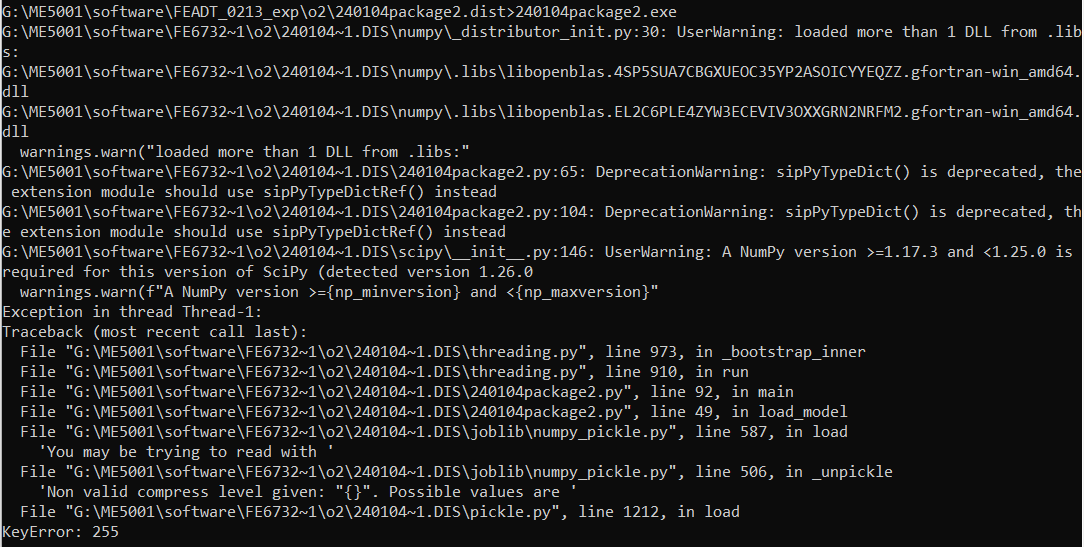 G:\ME5001\software\FEADT_0213_exp\o2\240104package2.dist>240104package2.exe
G:\ME5001\software\FE6732~1\o2\240104~1.DIS\numpy\_distributor_init.py:30: UserWarning: loaded more than 1 DLL from .lib
s:
G:\ME5001\software\FE6732~1\o2\240104~1.DIS\numpy\.libs\libopenblas.4SP5SUA7CBGXUEOC35YP2ASOICYYEQZZ.gfortran-win_amd64.
dll
G:\ME5001\software\FE6732~1\o2\240104~1.DIS\numpy\.libs\libopenblas.EL2C6PLE4ZYW3ECEVIV3OXXGRN2NRFM2.gfortran-win_amd64.
dll
  warnings.warn("loaded more than 1 DLL from .libs:"
G:\ME5001\software\FE6732~1\o2\240104~1.DIS\240104package2.py:65: DeprecationWarning: sipPyTypeDict() is deprecated, the
 extension module should use sipPyTypeDictRef() instead
G:\ME5001\software\FE6732~1\o2\240104~1.DIS\240104package2.py:104: DeprecationWarning: sipPyTypeDict() is deprecated, th
e extension module should use sipPyTypeDictRef() instead
G:\ME5001\software\FE6732~1\o2\240104~1.DIS\scipy\__init__.py:146: UserWarning: A NumPy version >=1.17.3 and <1.25.0 is
required for this version of SciPy (detected version 1.26.0
  warnings.warn(f"A NumPy version >={np_minversion} and <{np_maxversion}"
Exception in thread Thread-1:
Traceback (most recent call last):
  File "G:\ME5001\software\FE6732~1\o2\240104~1.DIS\threading.py", line 973, in _bootstrap_inner
  File "G:\ME5001\software\FE6732~1\o2\240104~1.DIS\threading.py", line 910, in run
  File "G:\ME5001\software\FE6732~1\o2\240104~1.DIS\240104package2.py", line 92, in main
  File "G:\ME5001\software\FE6732~1\o2\240104~1.DIS\240104package2.py", line 49, in load_model
  File "G:\ME5001\software\FE6732~1\o2\240104~1.DIS\joblib\numpy_pickle.py", line 587, in load
    'You may be trying to read with '
  File "G:\ME5001\software\FE6732~1\o2\240104~1.DIS\joblib\numpy_pickle.py", line 506, in _unpickle
    'Non valid compress level given: "{}". Possible values are '
  File "G:\ME5001\software\FE6732~1\o2\240104~1.DIS\pickle.py", line 1212, in load
KeyError: 255